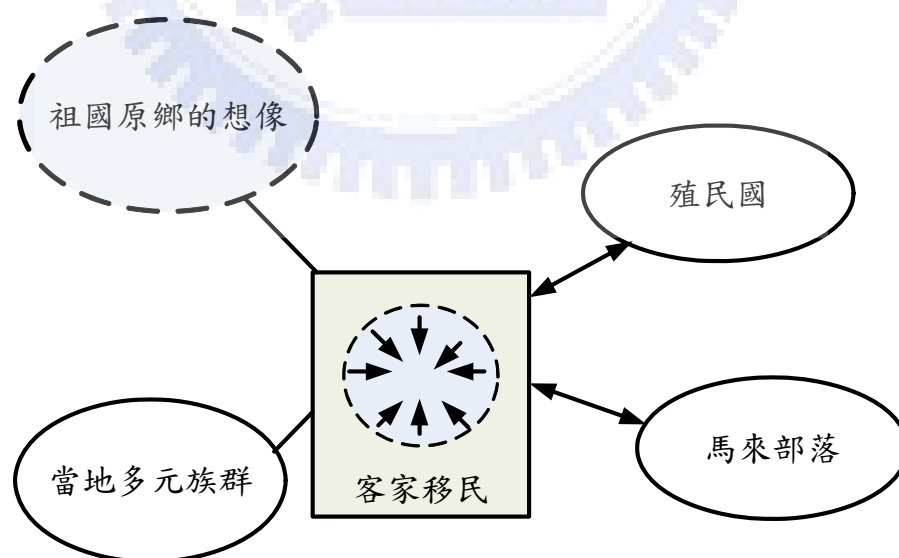 祖國原鄉的想像
殖民國
馬來部落
當地多元族群
客家移民